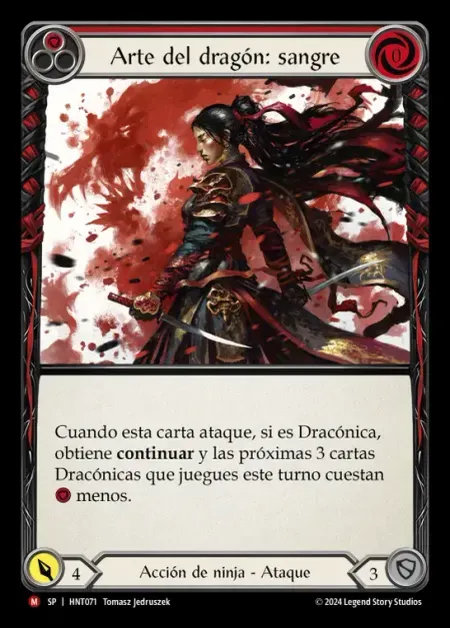 Arte del dragón: sangre
0
Cuando esta carta ataque, si es Dracónica,
obtiene continuar y las próximas 3 cartas
Dracónicas que juegues este turno cuestan
menos.
4
Acción de ninja - Ataque
3
M SP | HNT071 Tomasz Jedruszek
© 2024 Legend Story Studios